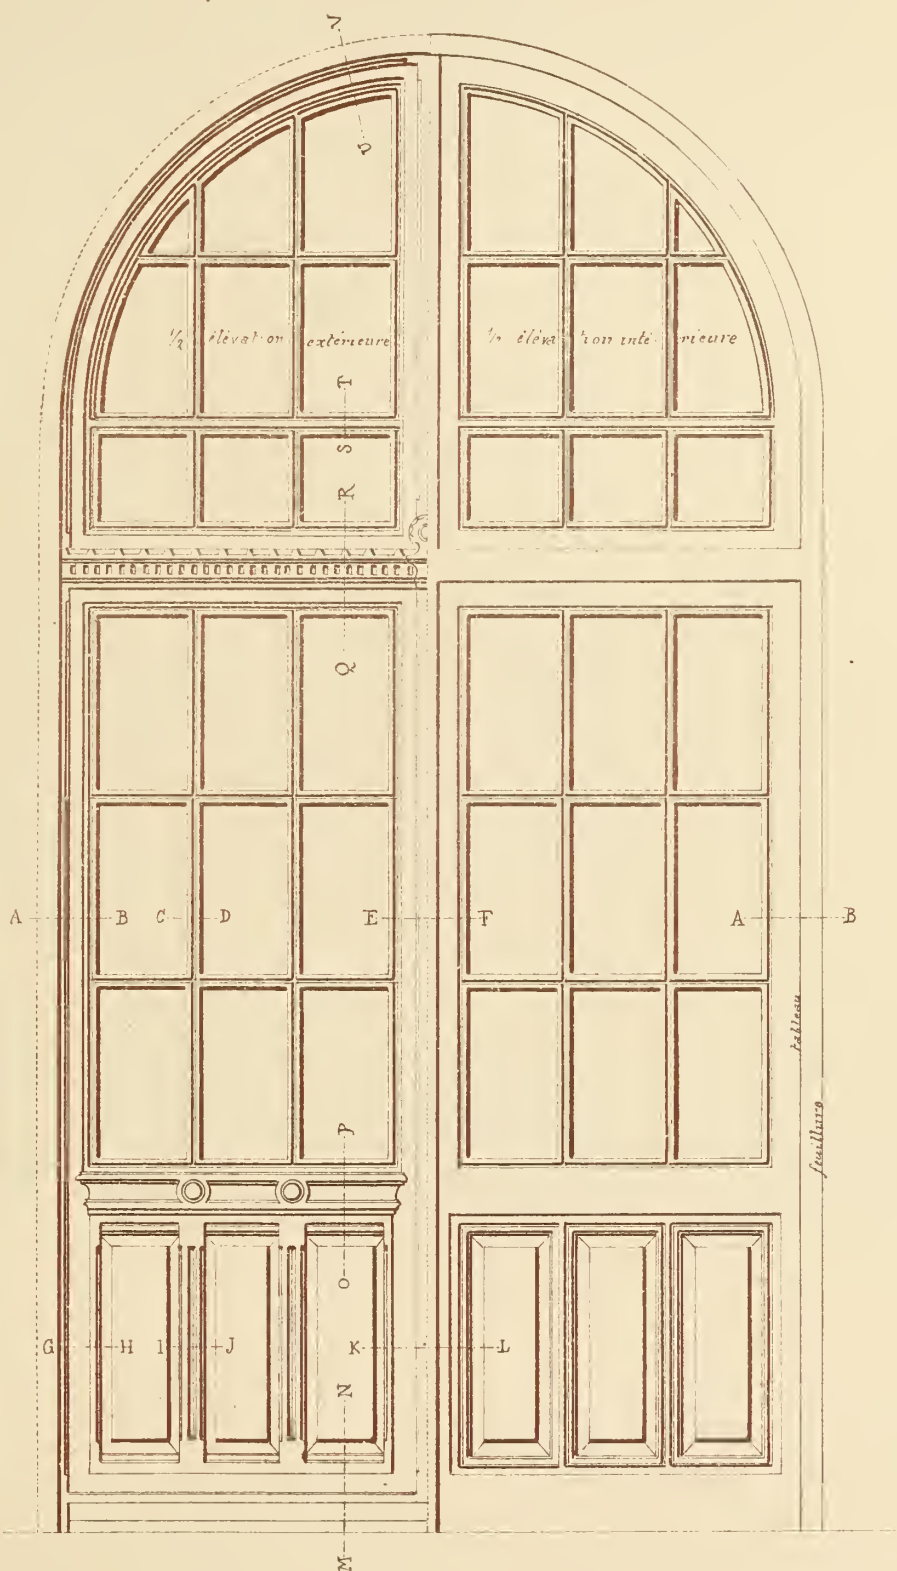 V
U
1/2 élévation extérieure
1/2 élévation intérieure
T
S
R
Q
A B C D E F A B
tableau
feuillure
P
O
G H I J K L
N
M